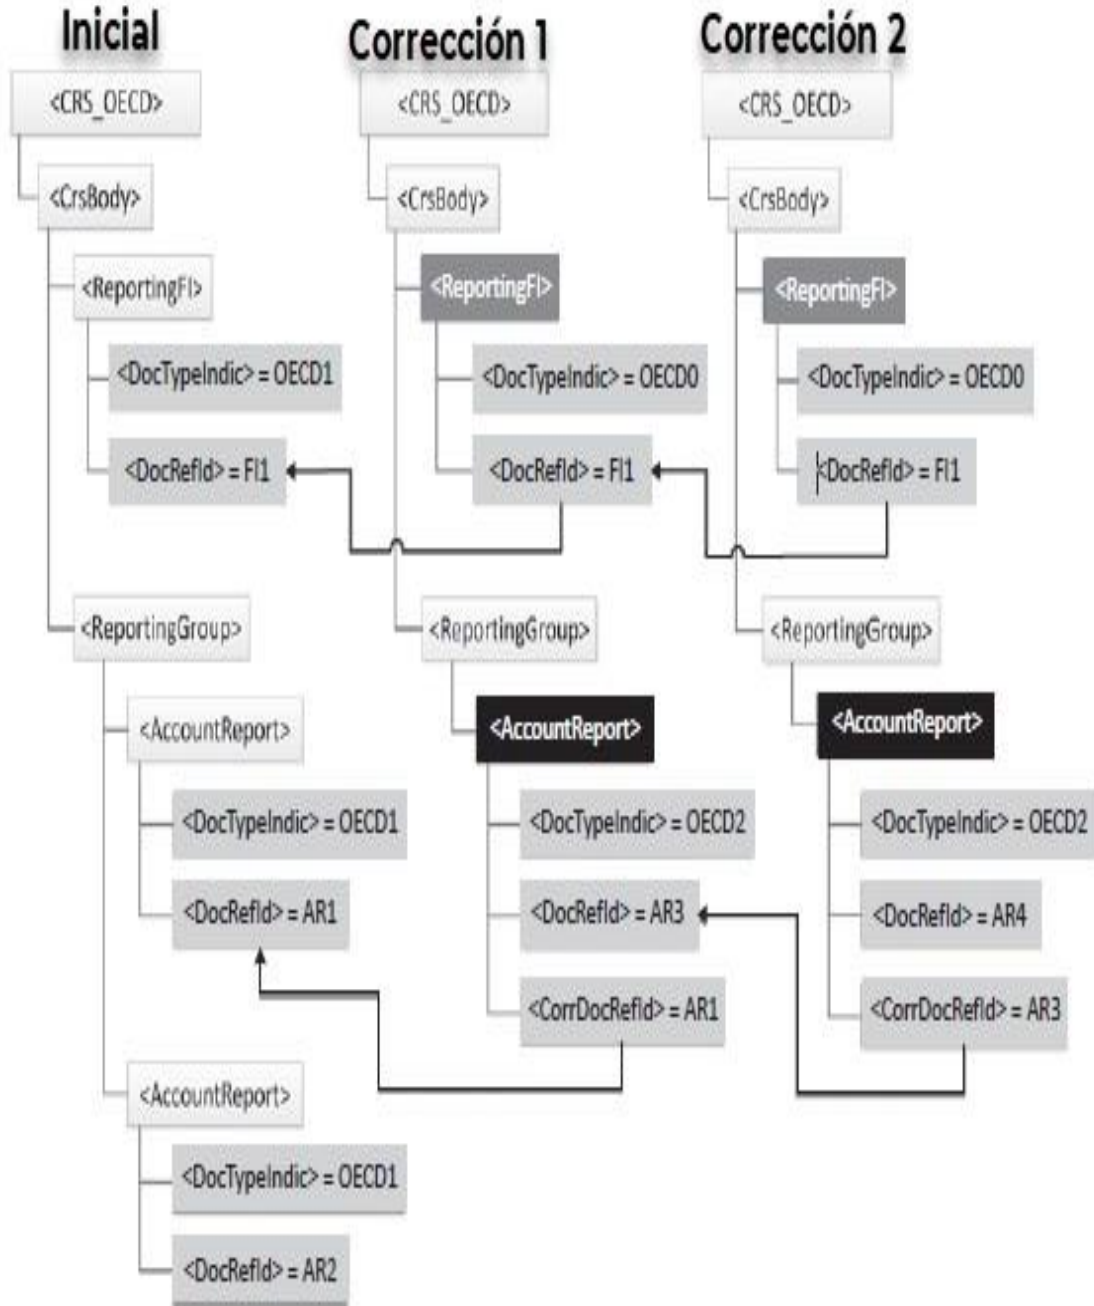 Inicial
<CRS_OECD>
<CrsBody>
<ReportingFI>
<DocTypeIndic> = OECD1
<DocRefId> = FI1
<ReportingGroup>
<AccountReport>
<DocTypeIndic> = OECD1
<DocRefId> = AR1
<AccountReport>
<DocTypeIndic> = OECD1
<DocRefId> = AR2
Corrección 1
<CRS_OECD>
<CrsBody>
<ReportingFI>
<DocTypeIndic> = OECD0
<DocRefId> = FI1
<ReportingGroup>
<AccountReport>
<DocTypeIndic> = OECD2
<DocRefId> = AR3
<CorrDocRefId> = AR1
Corrección 2
<CRS_OECD>
<CrsBody>
<ReportingFI>
<DocTypeIndic> = OECD0
<DocRefId> = FI1
<ReportingGroup>
<AccountReport>
<DocTypeIndic> = OECD2
<DocRefId> = AR4
<CorrDocRefId> = AR3